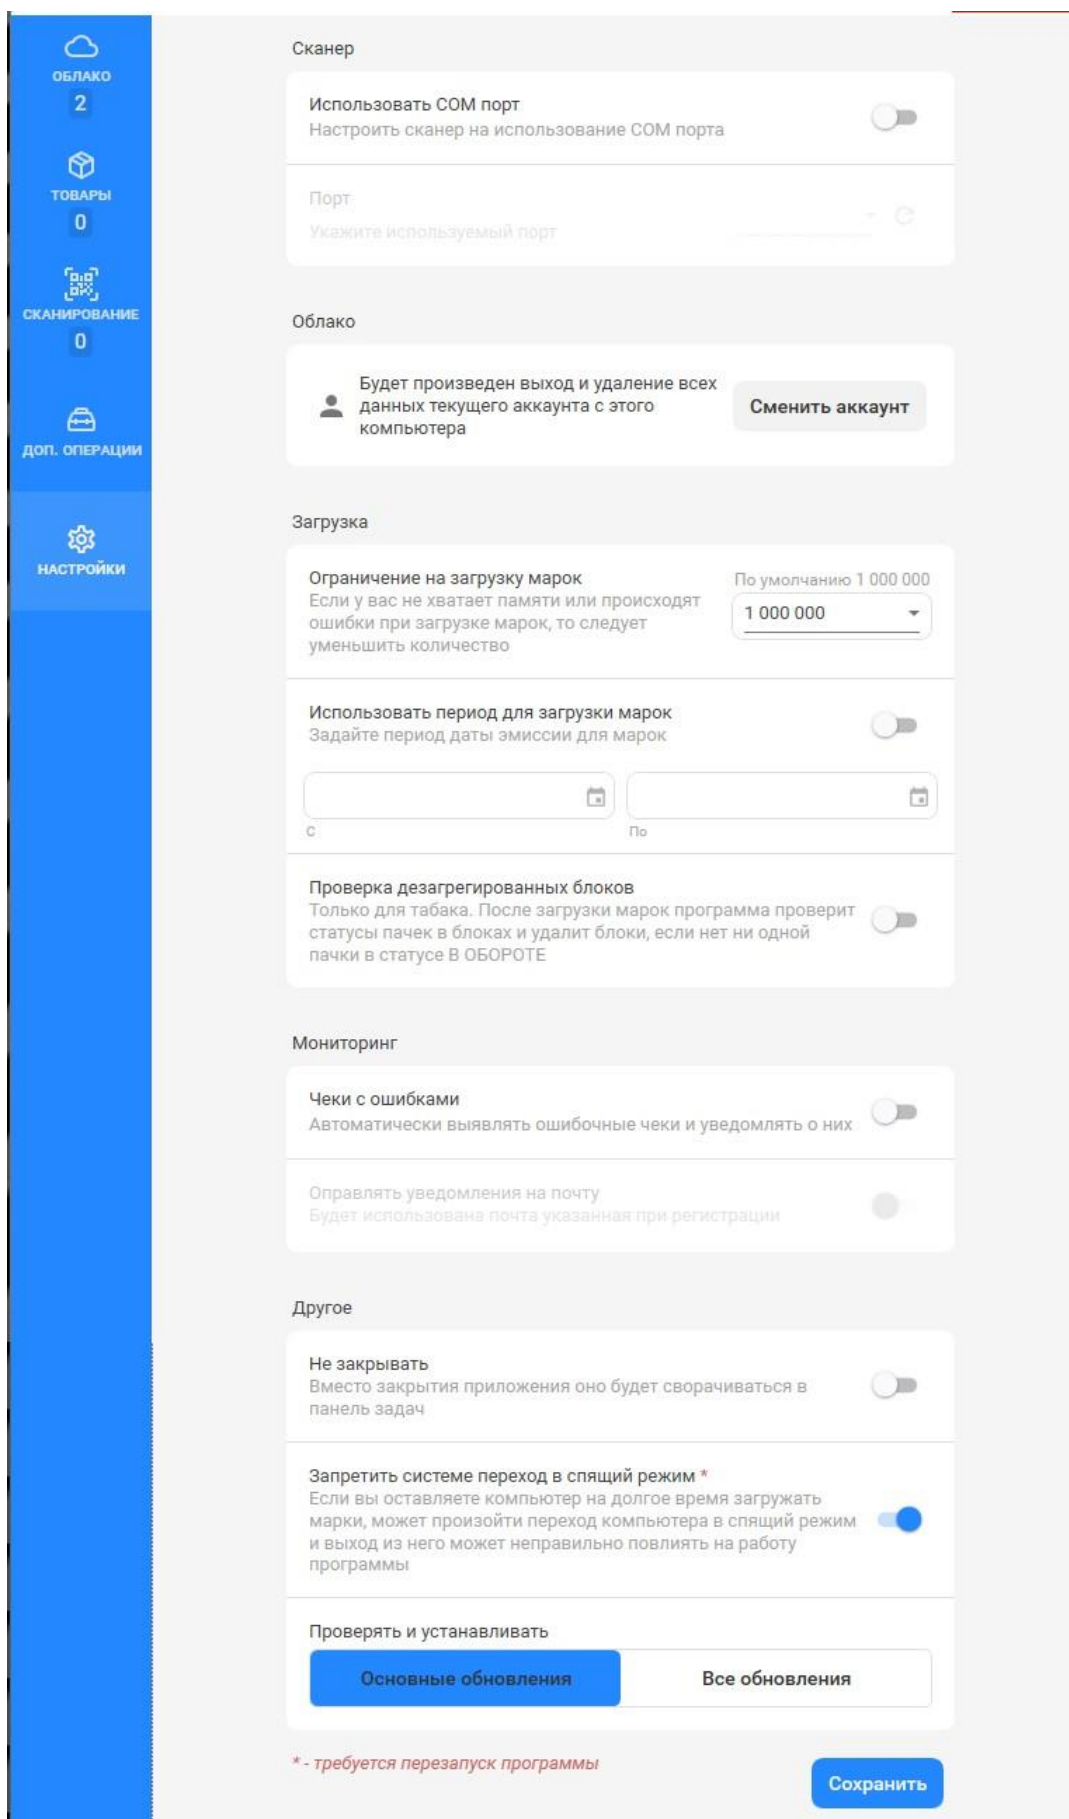 ОБЛАКО
2
ТОВАРЫ
0
СКАНИРОВАНИЕ
0
ДОП. ОПЕРАЦИИ
НАСТРОЙКИ
Сканер
Использовать COM порт
Настроить сканер на использование COM порта
Порт
Укажите используемый порт
Облако
Будет произведен выход и удаление всех
данных текущего аккаунта с этого
компьютера
Сменить аккаунт
Загрузка
Ограничение на загрузку марок
Если у вас не хватает памяти или происходят
ошибки при загрузке марок, то следует
уменьшить количество
По умолчанию 1 000 000
1 000 000
Использовать период для загрузки марок
Задайте период даты эмиссии для марок
С
По
Проверка дезагрегированных блоков
Только для табака. После загрузки марок программа проверит
статусы пачек в блоках и удалит блоки, если нет ни одной
пачки в статусе В ОБОРОТЕ
Мониторинг
Чеки с ошибками
Автоматически выявлять ошибочные чеки и уведомлять о них
Оправлять уведомления на почту
Будет использована почта указанная при регистрации
Другое
Не закрывать
Вместо закрытия приложения оно будет сворачиваться в
панель задач
Запретить системе переход в спящий режим *
Если вы оставляете компьютер на долгое время загружать
марки, может произойти переход компьютера в спящий режим
и выход из него может неправильно повлиять на работу
программы
Проверять и устанавливать
Основные обновления
Все обновления
* - требуется перезапуск программы
Сохранить